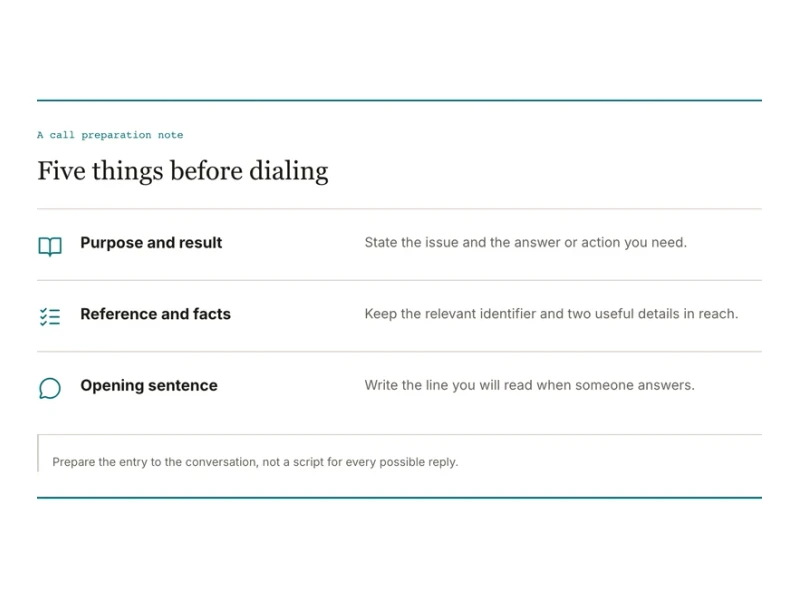 A call preparation note
Five things before dialing
Purpose and result
State the issue and the answer or action you need.
Reference and facts
Keep the relevant identifier and two useful details in reach.
Opening sentence
Write the line you will read when someone answers.
Prepare the entry to the conversation, not a script for every possible reply.